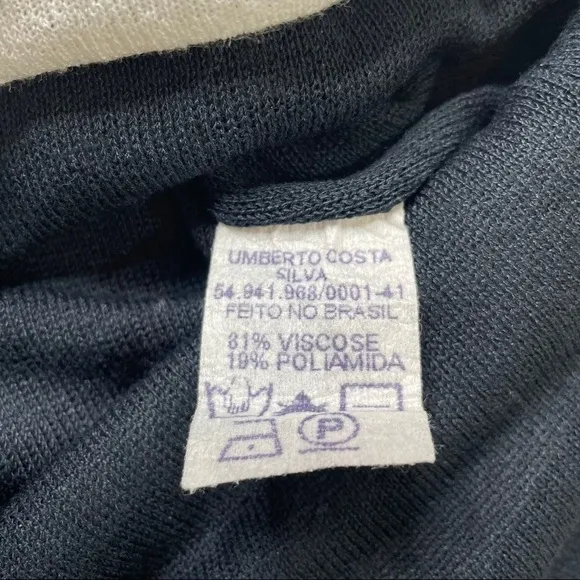 UMBERTO COSTA
SILVA
54.941.968/0001-41
FEITO NO BRASIL
81% VISCOSE
19% POLIAMIDA
P